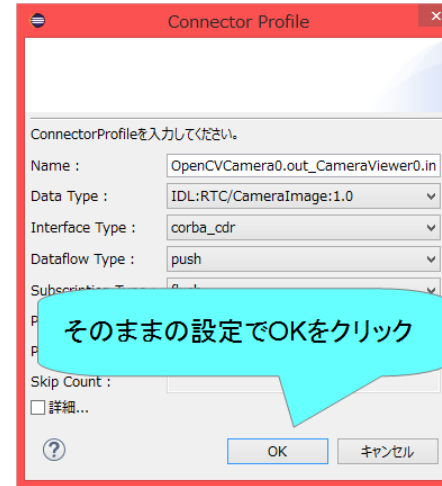 Connector Profile
ConnectorProfileを入力してください。
Name : OpenCVCamera0.out_CameraViewer0.in
Data Type : IDL:RTC/CameraImage:1.0
Interface Type : corba_cdr
Dataflow Type : push
そのままの設定でOKをクリック
Skip Count :
詳細...
OK キャンセル